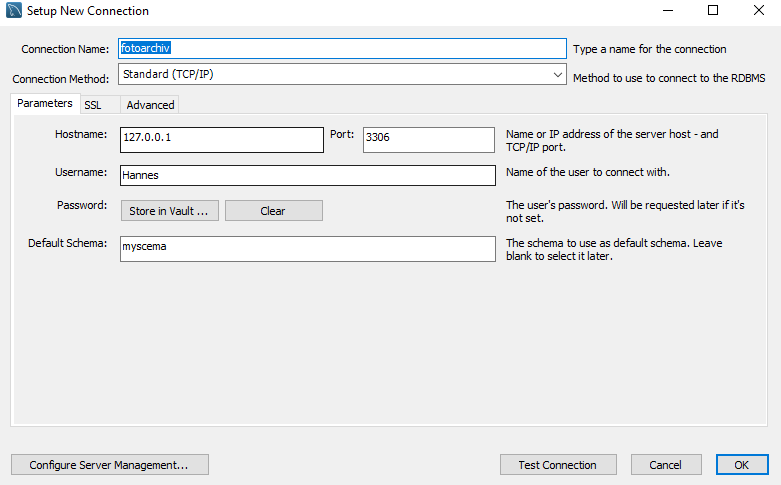 Setup New Connection
Connection Name: fotoarchiv Type a name for the connection
Connection Method: Standard (TCP/IP) Method to use to connect to the RDBMS
Parameters SSL Advanced
Hostname: 127.0.0.1 Port: 3306 Name or IP address of the server host - and
TCP/IP port.
Username: Hannes Name of the user to connect with.
Password: Store in Vault ... Clear The user's password. Will be requested later if it's
not set.
Default Schema: myscema The schema to use as default schema. Leave
blank to select it later.
Configure Server Management... Test Connection Cancel OK